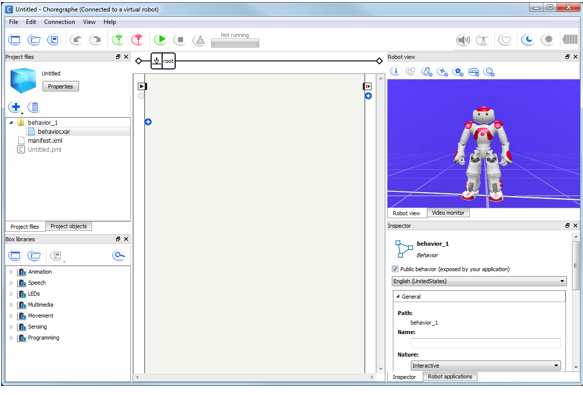 Untitled - Choregraphe (Connected to a virtual robot)
File Edit Connection View Help
Not running
Project files
Untitled
Properties
behavior_1
behavior.xar
manifest.xml
Untitled.pml
Project files Project objects
Box libraries
Animation
Speech
LEDs
Multimedia
Movement
Sensing
Programming
root
Robot view
Robot view Video monitor
Inspector
behavior_1
Behavior
Public behavior (exposed by your application)
English (UnitedStates)
General
Path:
behavior_1
Name:
Nature:
Interactive
Inspector Robot applications